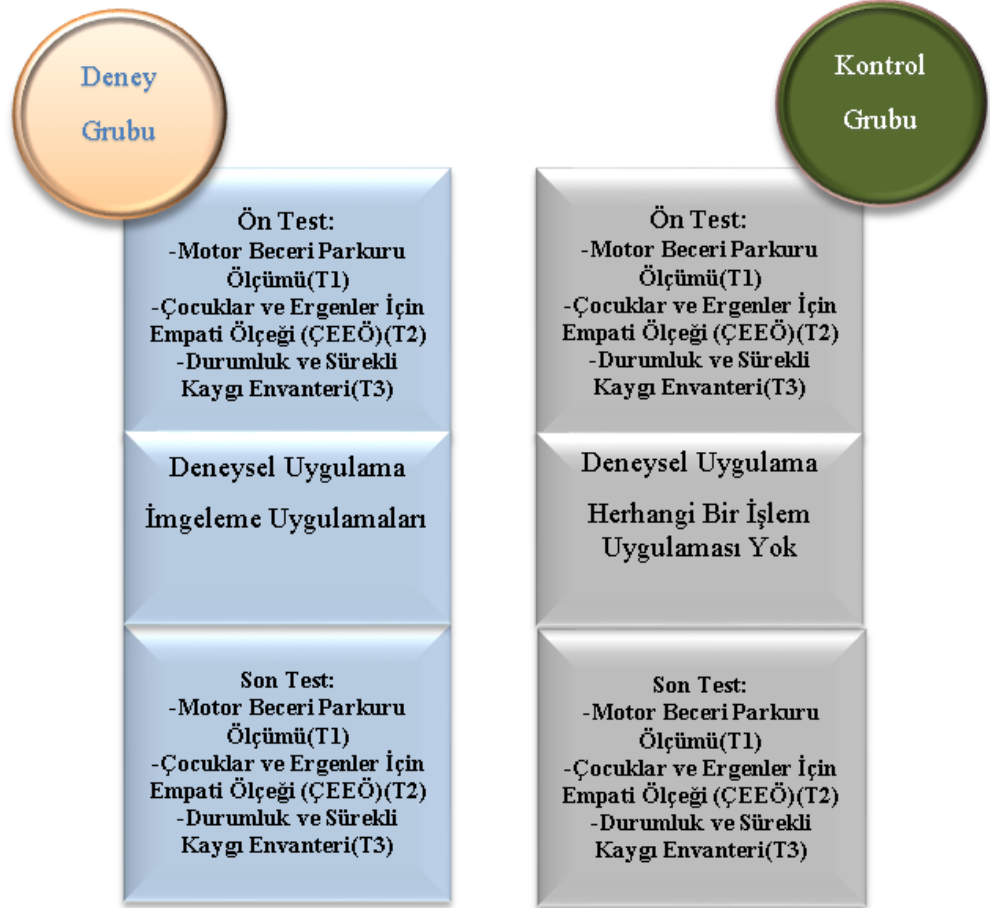 Deney
Grubu
Ön Test:
-Motor Beceri Parkuru
Ölçümü(T1)
-Çocuklar ve Ergenler İçin
Empati Ölçeği (ÇEEÖ)(T2)
-Durumluk ve Sürekli
Kaygı Envanteri(T3)
Deneysel Uygulama
İmgeleme Uygulamaları
Son Test:
-Motor Beceri Parkuru
Ölçümü(T1)
-Çocuklar ve Ergenler İçin
Empati Ölçeği (ÇEEÖ)(T2)
-Durumluk ve Sürekli
Kaygı Envanteri(T3)
Kontrol
Grubu
Ön Test:
-Motor Beceri Parkuru
Ölçümü(T1)
-Çocuklar ve Ergenler İçin
Empati Ölçeği (ÇEEÖ)(T2)
-Durumluk ve Sürekli
Kaygı Envanteri(T3)
Deneysel Uygulama
Herhangi Bir İşlem
Uygulaması Yok
Son Test:
-Motor Beceri Parkuru
Ölçümü(T1)
-Çocuklar ve Ergenler İçin
Empati Ölçeği (ÇEEÖ)(T2)
-Durumluk ve Sürekli
Kaygı Envanteri(T3)